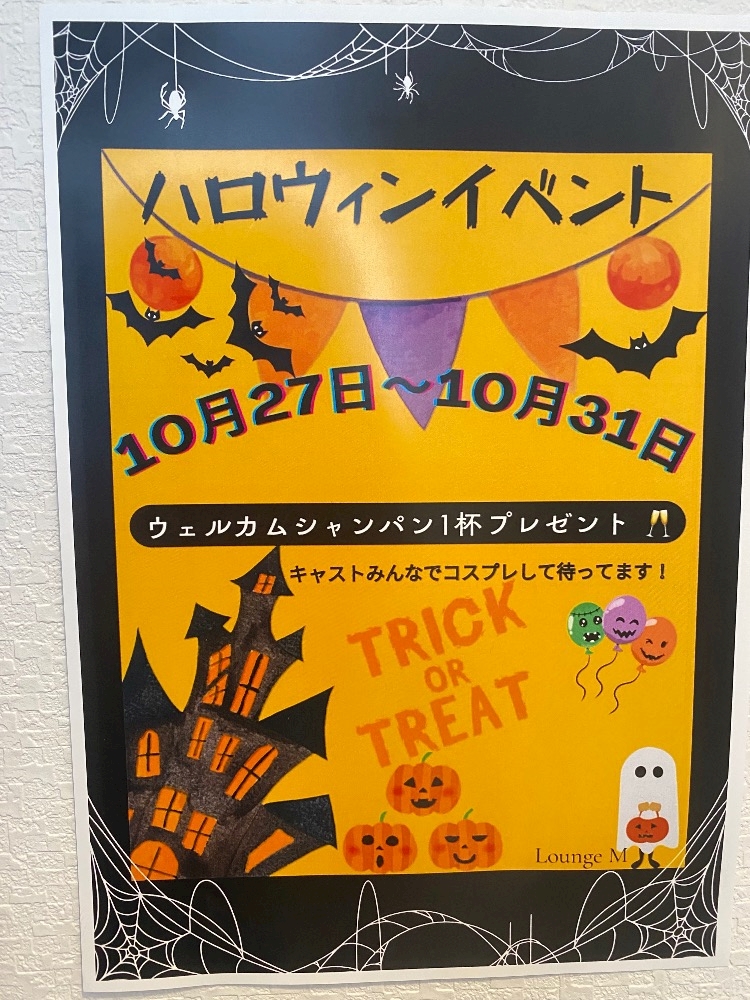 ハロウィンイベント
10月27日〜10月31日
ウェルカムシャンパン1杯プレゼント 🥂
キャストみんなでコスプレして待ってます！
TRICK
OR
TREAT
Lounge M